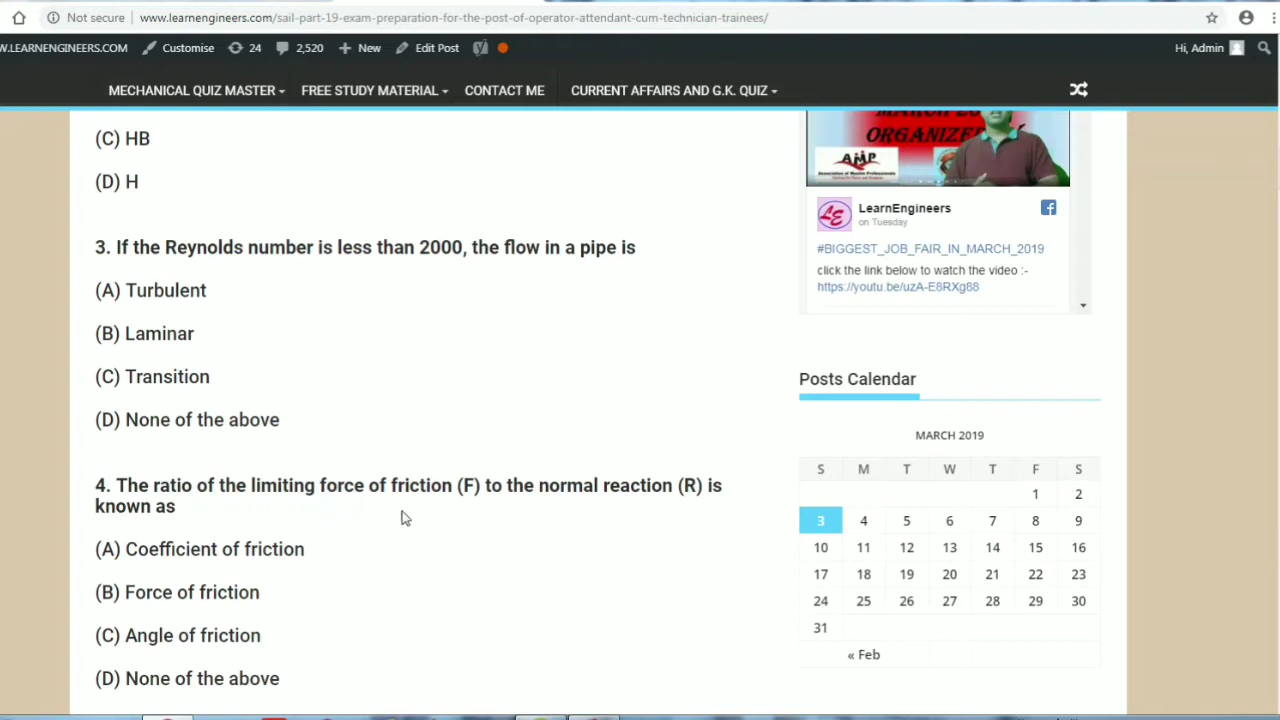 Not secure | www.learnengineers.com/sail-part-19-exam-preparation-for-the-post-of-operator-attendant-cum-technician-trainees/
W.LEARNENGINEERS.COM Customise 24 2,520 New Edit Post Hi, Admin
MECHANICAL QUIZ MASTER FREE STUDY MATERIAL CONTACT ME CURRENT AFFAIRS AND G.K. QUIZ
(C) HB
(D) H
3. If the Reynolds number is less than 2000, the flow in a pipe is
(A) Turbulent
(B) Laminar
(C) Transition
(D) None of the above
4. The ratio of the limiting force of friction (F) to the normal reaction (R) is
known as
(A) Coefficient of friction
(B) Force of friction
(C) Angle of friction
(D) None of the above
ORGANIZE
AMP
LE
LearnEngineers
on Tuesday
#BIGGEST_JOB_FAIR_IN_MARCH_2019
click the link below to watch the video :-
https://youtu.be/uzA-E8RXg88
Posts Calendar
MARCH 2019
S M T W T F S
1 2
3 4 5 6 7 8 9
10 11 12 13 14 15 16
17 18 19 20 21 22 23
24 25 26 27 28 29 30
31
« Feb